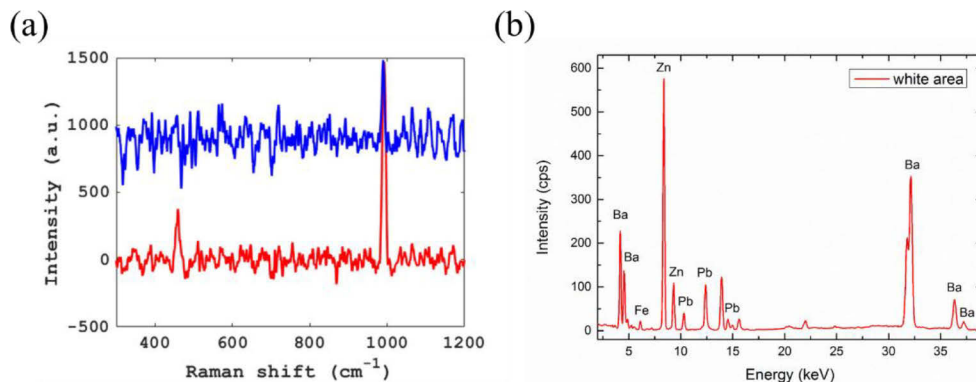 (a)
1500
1000
500
0
-500
Intensity (a.u.)
400
600
800
1000
1200
Raman shift (cm⁻¹)
(b)
600
500
400
300
200
100
0
Intensity (cps)
white area
Ba
Ba
Fe
Zn
Zn
Pb
Pb
Pb
Ba
Ba
Ba
5
10
15
20
25
30
35
Energy (keV)